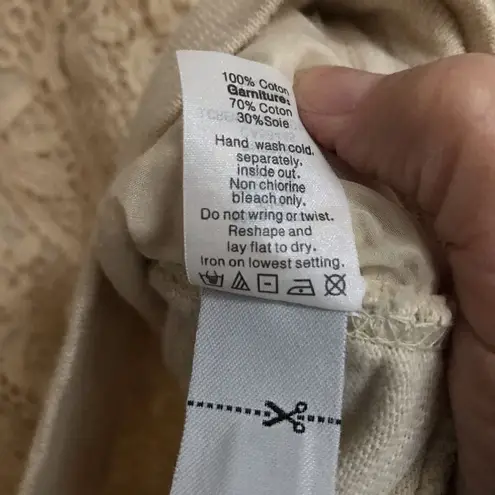 100% Coton
Garniture:
70% Coton
30%Soie
Hand wash cold.
separately.
inside out.
Non chlorine
bleach only.
Do not wring or twist.
Reshape and
lay flat to dry.
Iron on lowest setting.